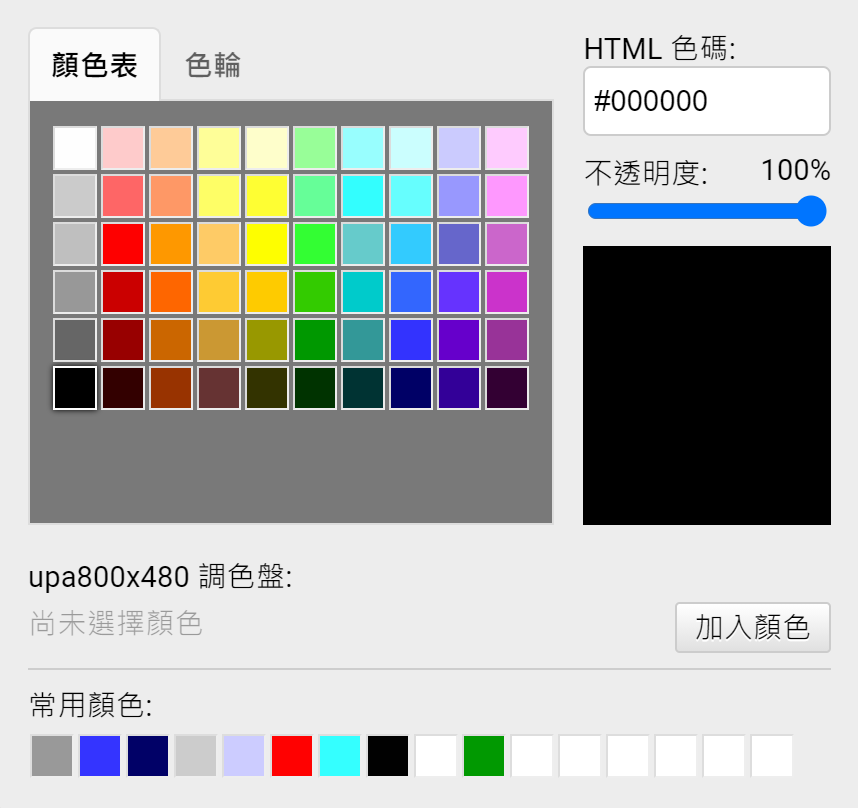 顏色表
色輪
HTML 色碼:
#000000
不透明度:
100%
upa800x480 調色盤:
尚未選擇顏色
加入顏色
常用顏色: